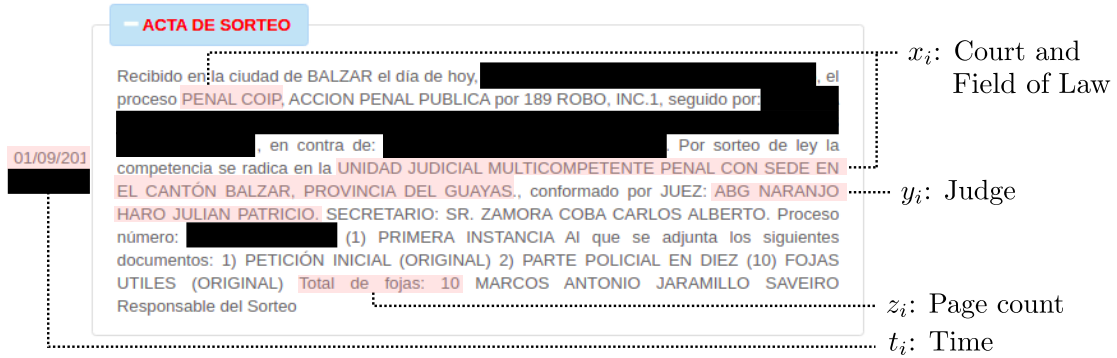 ACTA DE SORTEO
Recibido en la ciudad de BALZAR el día de hoy, , el
proceso PENAL COIP, ACCION PENAL PUBLICA por 189 ROBO, INC.1, seguido por:
, en contra de: . Por sorteo de ley la
competencia se radica en la UNIDAD JUDICIAL MULTICOMPETENTE PENAL CON SEDE EN
EL CANTÓN BALZAR, PROVINCIA DEL GUAYAS., conformado por JUEZ: ABG NARANJO
HARO JULIAN PATRICIO. SECRETARIO: SR. ZAMORA COBA CARLOS ALBERTO. Proceso
número: (1) PRIMERA INSTANCIA Al que se adjunta los siguientes
documentos: 1) PETICIÓN INICIAL (ORIGINAL) 2) PARTE POLICIAL EN DIEZ (10) FOJAS
UTILES (ORIGINAL) Total de fojas: 10 MARCOS ANTONIO JARAMILLO SAVEIRO
Responsable del Sorteo
01/09/201
xᵢ: Court and
Field of Law
yᵢ: Judge
zᵢ: Page count
tᵢ: Time